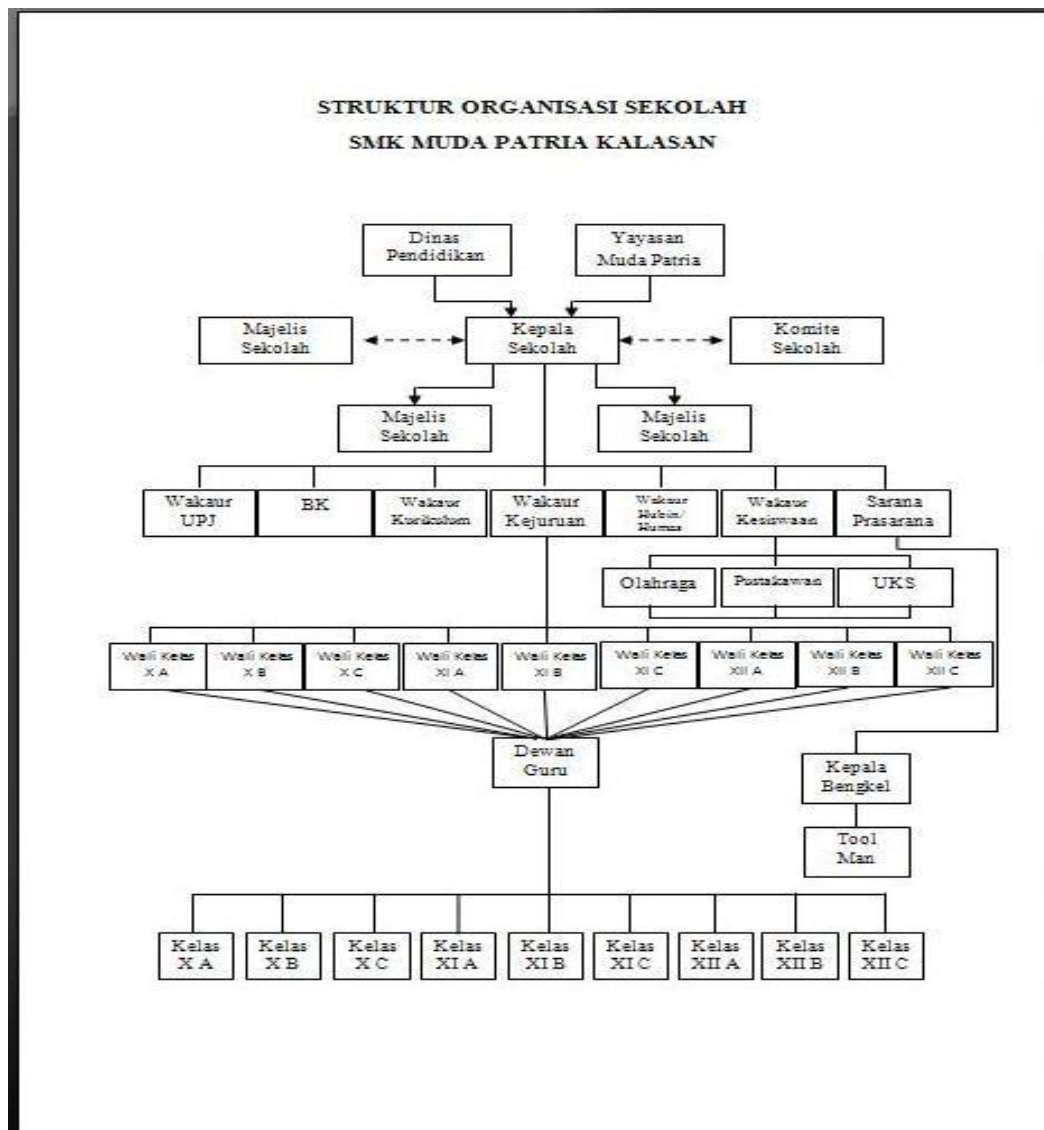 STRUKTUR ORGANISASI SEKOLAH
SMK MUDA PATRIA KALASAN
Dinas
Pendidikan
Yayasan
Muda Patria
Majelis
Sekolah
Kepala
Sekolah
Komite
Sekolah
Majelis
Sekolah
Majelis
Sekolah
Wakaur
UPJ
BK
Wakaur
Kurikulum
Wakaur
Kejuruan
Wakaur
Hubin/
Humas
Wakaur
Kesiswaan
Sarana
Prasarana
Olahraga
Pustakawan
UKS
Wali Kelas
X A
Wali Kelas
X B
Wali Kelas
X C
Wali Kelas
XI A
Wali Kelas
XI B
Wali Kelas
XI C
Wali Kelas
XII A
Wali Kelas
XII B
Wali Kelas
XII C
Dewan
Guru
Kepala
Bengkel
Tool
Man
Kelas
X A
Kelas
X B
Kelas
X C
Kelas
XI A
Kelas
XI B
Kelas
XI C
Kelas
XII A
Kelas
XII B
Kelas
XII C